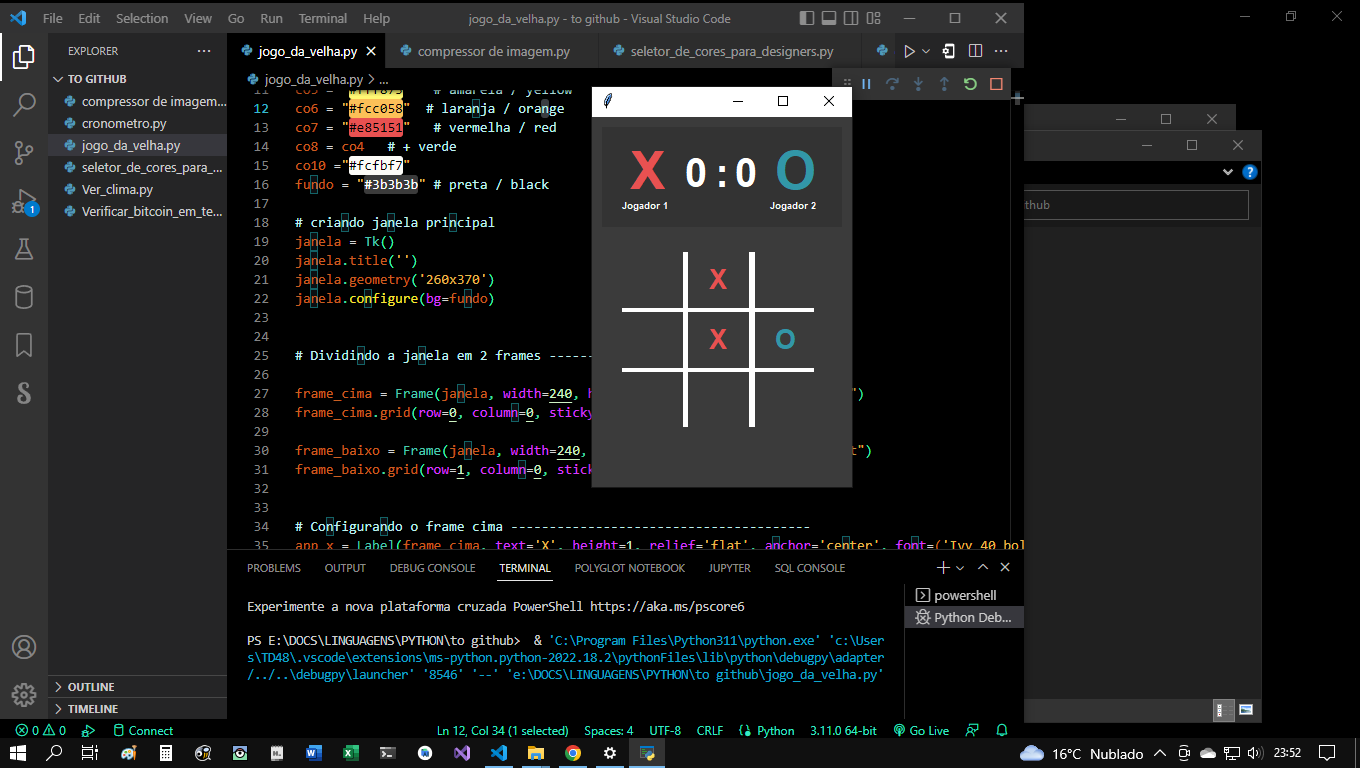 File Edit Selection View Go Run Terminal Help
jogo_da_velha.py - to github - Visual Studio Code
EXPLORER
TO GITHUB
compressor de imagem...
cronometro.py
jogo_da_velha.py
seletor_de_cores_para_...
Ver_clima.py
Verificar_bitcoin_em_te...
OUTLINE
TIMELINE
jogo_da_velha.py
compressor de imagem.py
seletor_de_cores_para_designers.py
jogo_da_velha.py > ...
12 co6 = "#fcc058" # laranja / orange
13 co7 = "#e85151" # vermelha / red
14 co8 = co4 # + verde
15 co10 ="#fcfbf7"
16 fundo = "#3b3b3b" # preta / black
17
18 # criando janela principal
19 janela = Tk()
20 janela.title('')
21 janela.geometry('260x370')
22 janela.configure(bg=fundo)
23
24
25 # Dividindo a janela em 2 frames ------
26
27 frame_cima = Frame(janela, width=240, h ")
28 frame_cima.grid(row=0, column=0, sticky
29
30 frame_baixo = Frame(janela, width=240, t")
31 frame_baixo.grid(row=1, column=0, stick
32
33
34 # Configurando o frame cima ---------------------------------------
35 app_x = Label(frame_cima, text='X', height=1, relief='flat', anchor='center', font=('Ivy 40 bol
X 0 : 0 O
Jogador 1 Jogador 2
X
X O
thub
PROBLEMS OUTPUT DEBUG CONSOLE TERMINAL POLYGLOT NOTEBOOK JUPYTER SQL CONSOLE
Experimente a nova plataforma cruzada PowerShell https://aka.ms/pscore6
PS E:\DOCS\LINGUAGENS\PYTHON\to github> & 'C:\Program Files\Python311\python.exe' 'c:\User
s\TD48\.vscode\extensions\ms-python.python-2022.18.2\pythonFiles\lib\python\debugpy\adapter
/../..\debugpy\launcher' '8546' '--' 'e:\DOCS\LINGUAGENS\PYTHON\to github\jogo_da_velha.py'
powershell
Python Deb...
0 0 Connect
Ln 12, Col 34 (1 selected) Spaces: 4 UTF-8 CRLF Python 3.11.0 64-bit Go Live
16°C Nublado 23:52